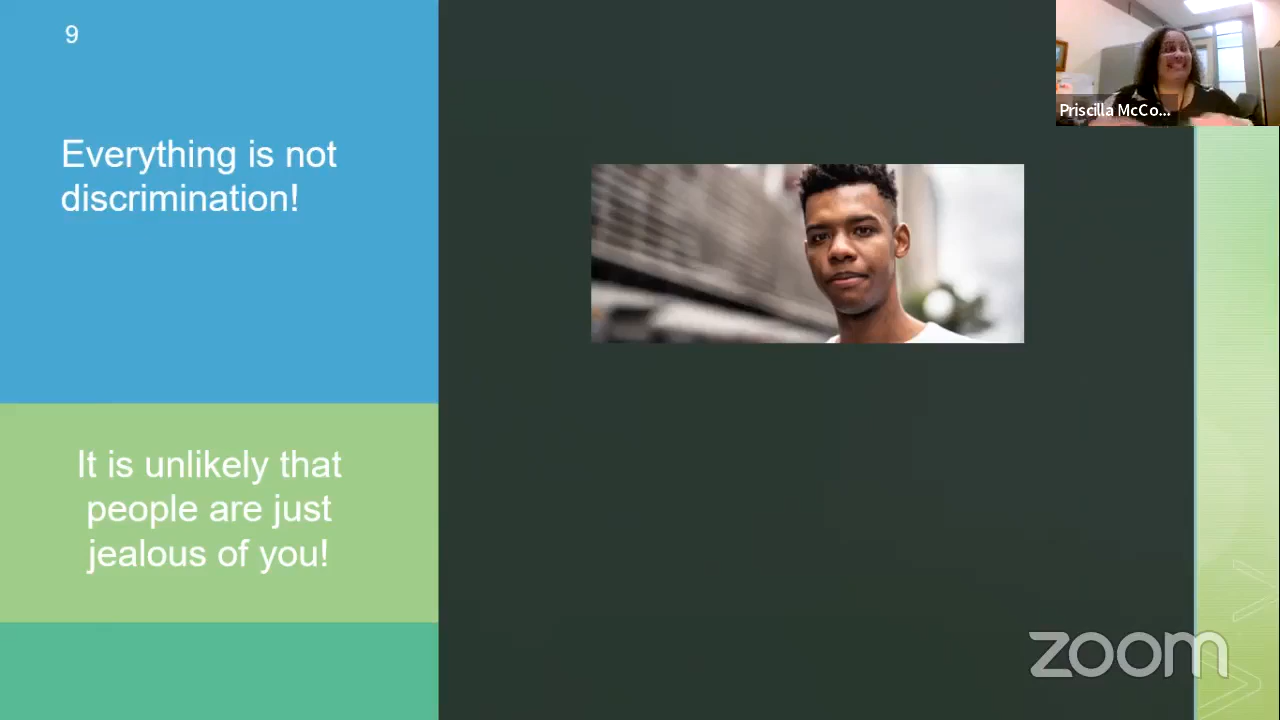 9
Everything is not
discrimination!
It is unlikely that
people are just
jealous of you!
Priscilla McCo...
zoom